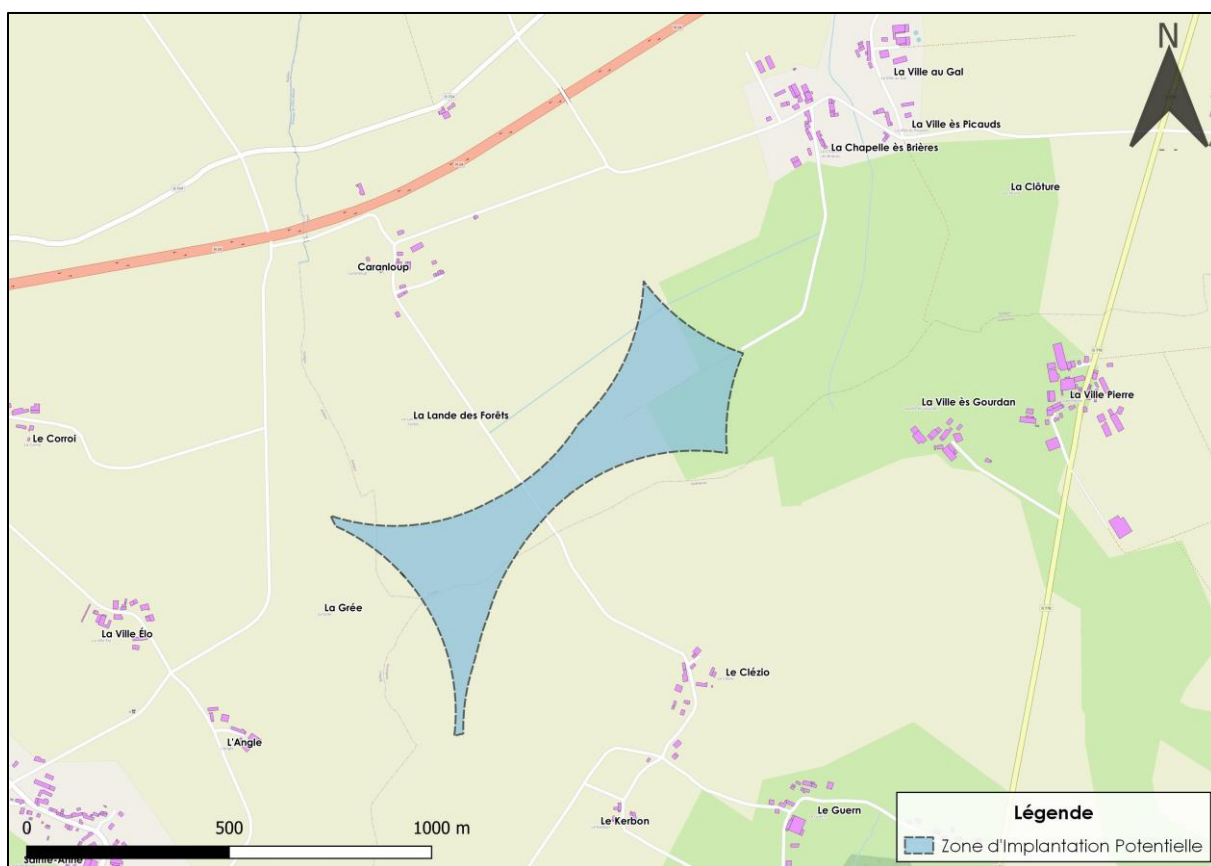 N
La Ville au Gal
La Ville ès Picauds
La Chapelle ès Brières
La Clôture
Caranloup
La Lande des Forêts
La Ville ès Gourdan
La Ville Pierre
Le Corroi
La Grée
La Ville Élo
Le Clézio
L'Angle
Le Kerbon
Le Guern
Sainte-Anne
0 500 1000 m
Légende
Zone d'Implantation Potentielle